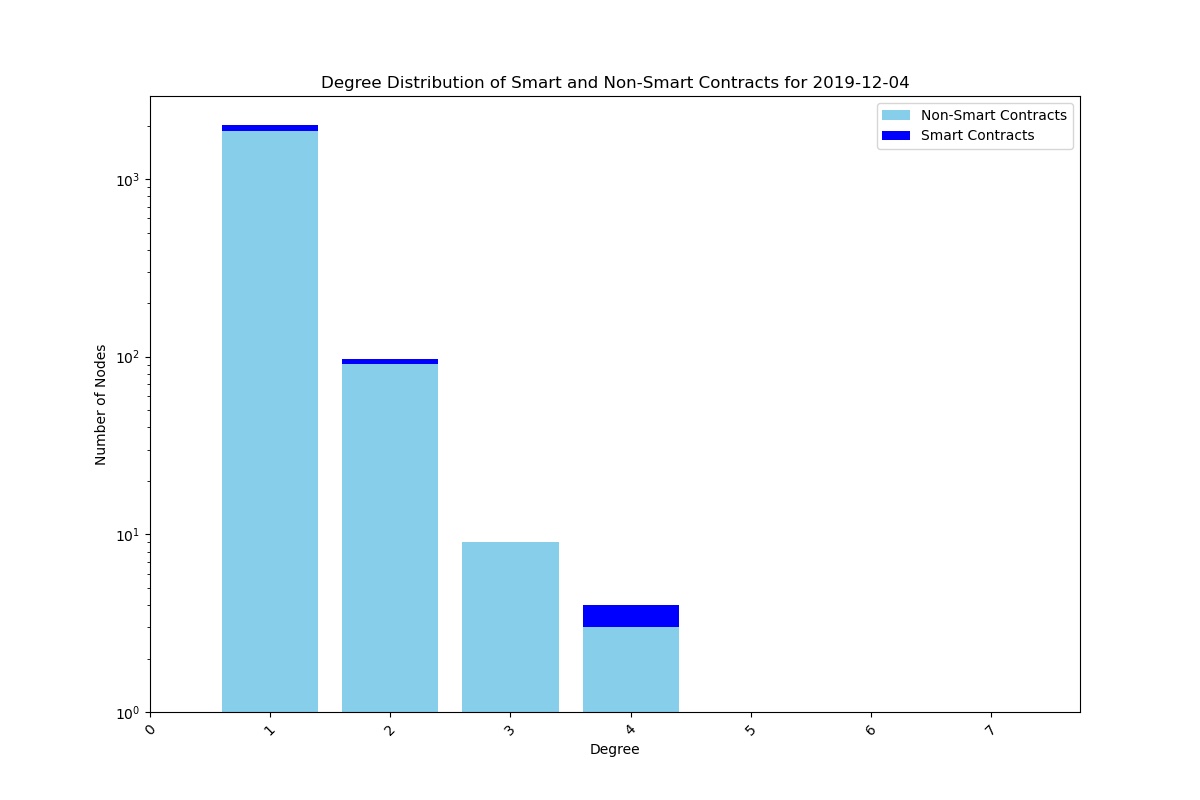 Degree Distribution of Smart and Non-Smart Contracts for 2019-12-04
Non-Smart Contracts
Smart Contracts
Number of Nodes
10³
10²
10¹
10⁰
0 1 2 3 4 5 6 7
Degree